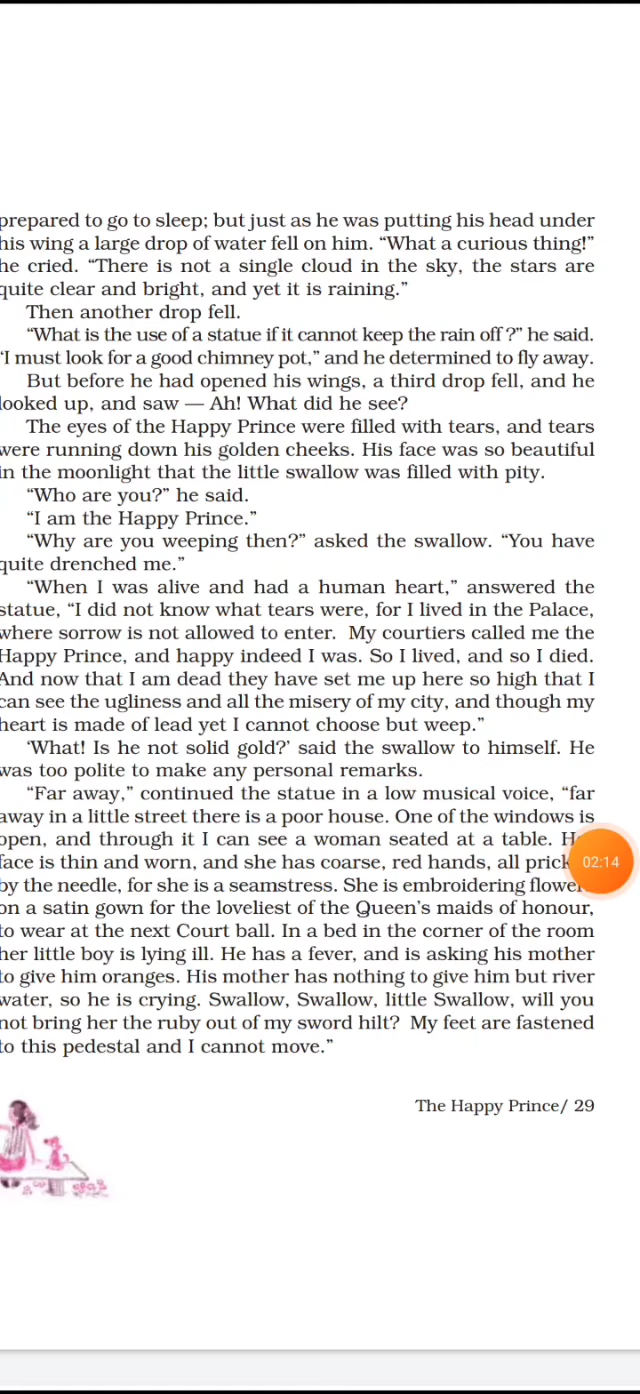 prepared to go to sleep; but just as he was putting his head under
his wing a large drop of water fell on him. “What a curious thing!”
he cried. “There is not a single cloud in the sky, the stars are
quite clear and bright, and yet it is raining.”
Then another drop fell.
“What is the use of a statue if it cannot keep the rain off ?” he said.
“I must look for a good chimney pot,” and he determined to fly away.
But before he had opened his wings, a third drop fell, and he
looked up, and saw — Ah! What did he see?
The eyes of the Happy Prince were filled with tears, and tears
were running down his golden cheeks. His face was so beautiful
in the moonlight that the little swallow was filled with pity.
“Who are you?” he said.
“I am the Happy Prince.”
“Why are you weeping then?” asked the swallow. “You have
quite drenched me.”
“When I was alive and had a human heart,” answered the
statue, “I did not know what tears were, for I lived in the Palace,
where sorrow is not allowed to enter. My courtiers called me the
Happy Prince, and happy indeed I was. So I lived, and so I died.
And now that I am dead they have set me up here so high that I
can see the ugliness and all the misery of my city, and though my
heart is made of lead yet I cannot choose but weep.”
‘What! Is he not solid gold?’ said the swallow to himself. He
was too polite to make any personal remarks.
“Far away,” continued the statue in a low musical voice, “far
away in a little street there is a poor house. One of the windows is
open, and through it I can see a woman seated at a table.
face is thin and worn, and she has coarse, red hands, all
02:14
by the needle, for she is a seamstress. She is embroidering
on a satin gown for the loveliest of the Queen’s maids of honour,
to wear at the next Court ball. In a bed in the corner of the room
her little boy is lying ill. He has a fever, and is asking his mother
to give him oranges. His mother has nothing to give him but river
water, so he is crying. Swallow, Swallow, little Swallow, will you
not bring her the ruby out of my sword hilt? My feet are fastened
to this pedestal and I cannot move.”
The Happy Prince/ 29